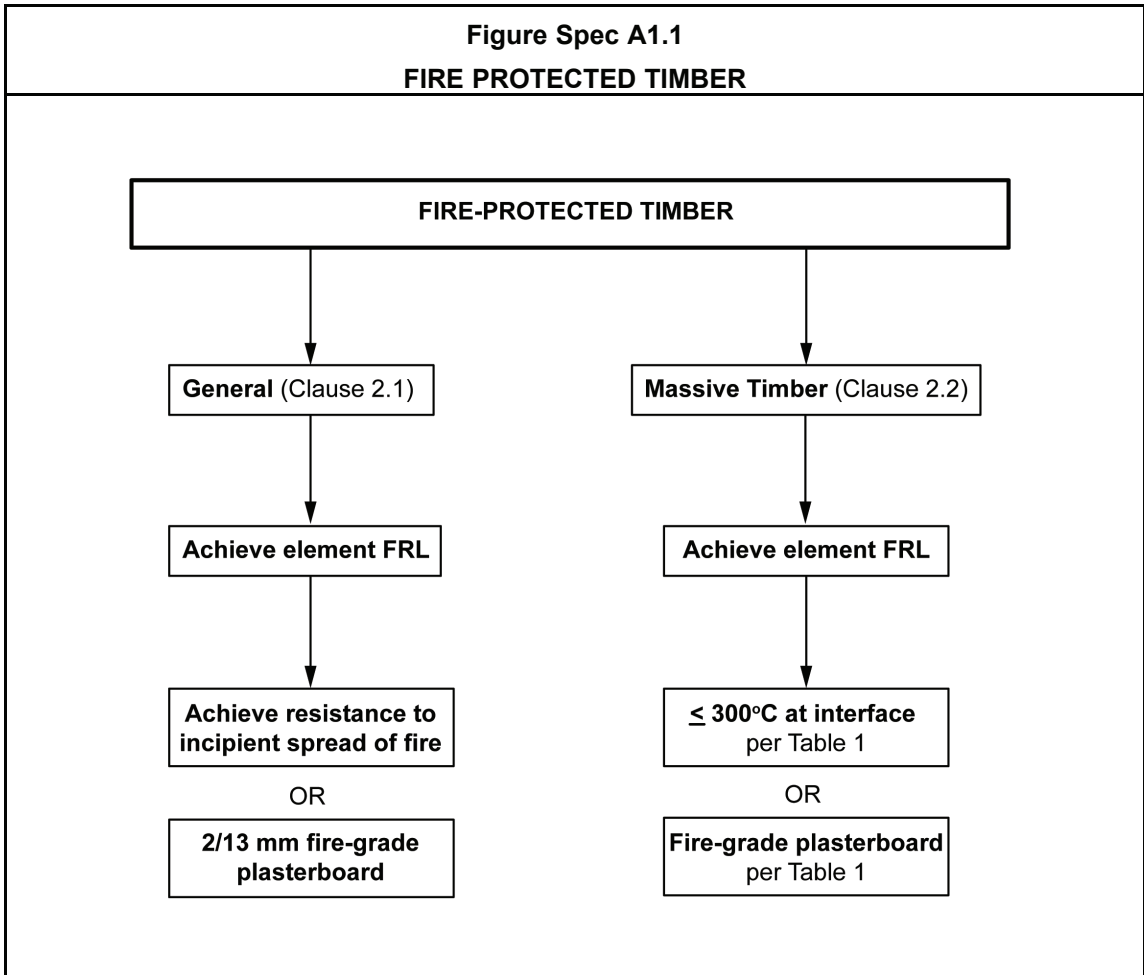 Figure Spec A1.1
FIRE PROTECTED TIMBER
FIRE-PROTECTED TIMBER
General (Clause 2.1)
Achieve element FRL
Achieve resistance to
incipient spread of fire
OR
2/13 mm fire-grade
plasterboard
Massive Timber (Clause 2.2)
Achieve element FRL
≤ 300°C at interface
per Table 1
OR
Fire-grade plasterboard
per Table 1